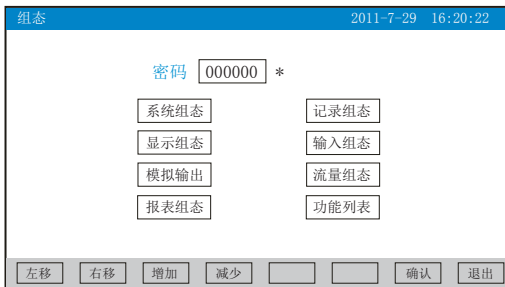 组态 2011-7-29 16:20:22
密码 000000 *
系统组态 记录组态
显示组态 输入组态
模拟输出 流量组态
报表组态 功能列表
左移 右移 增加 减少 确认 退出